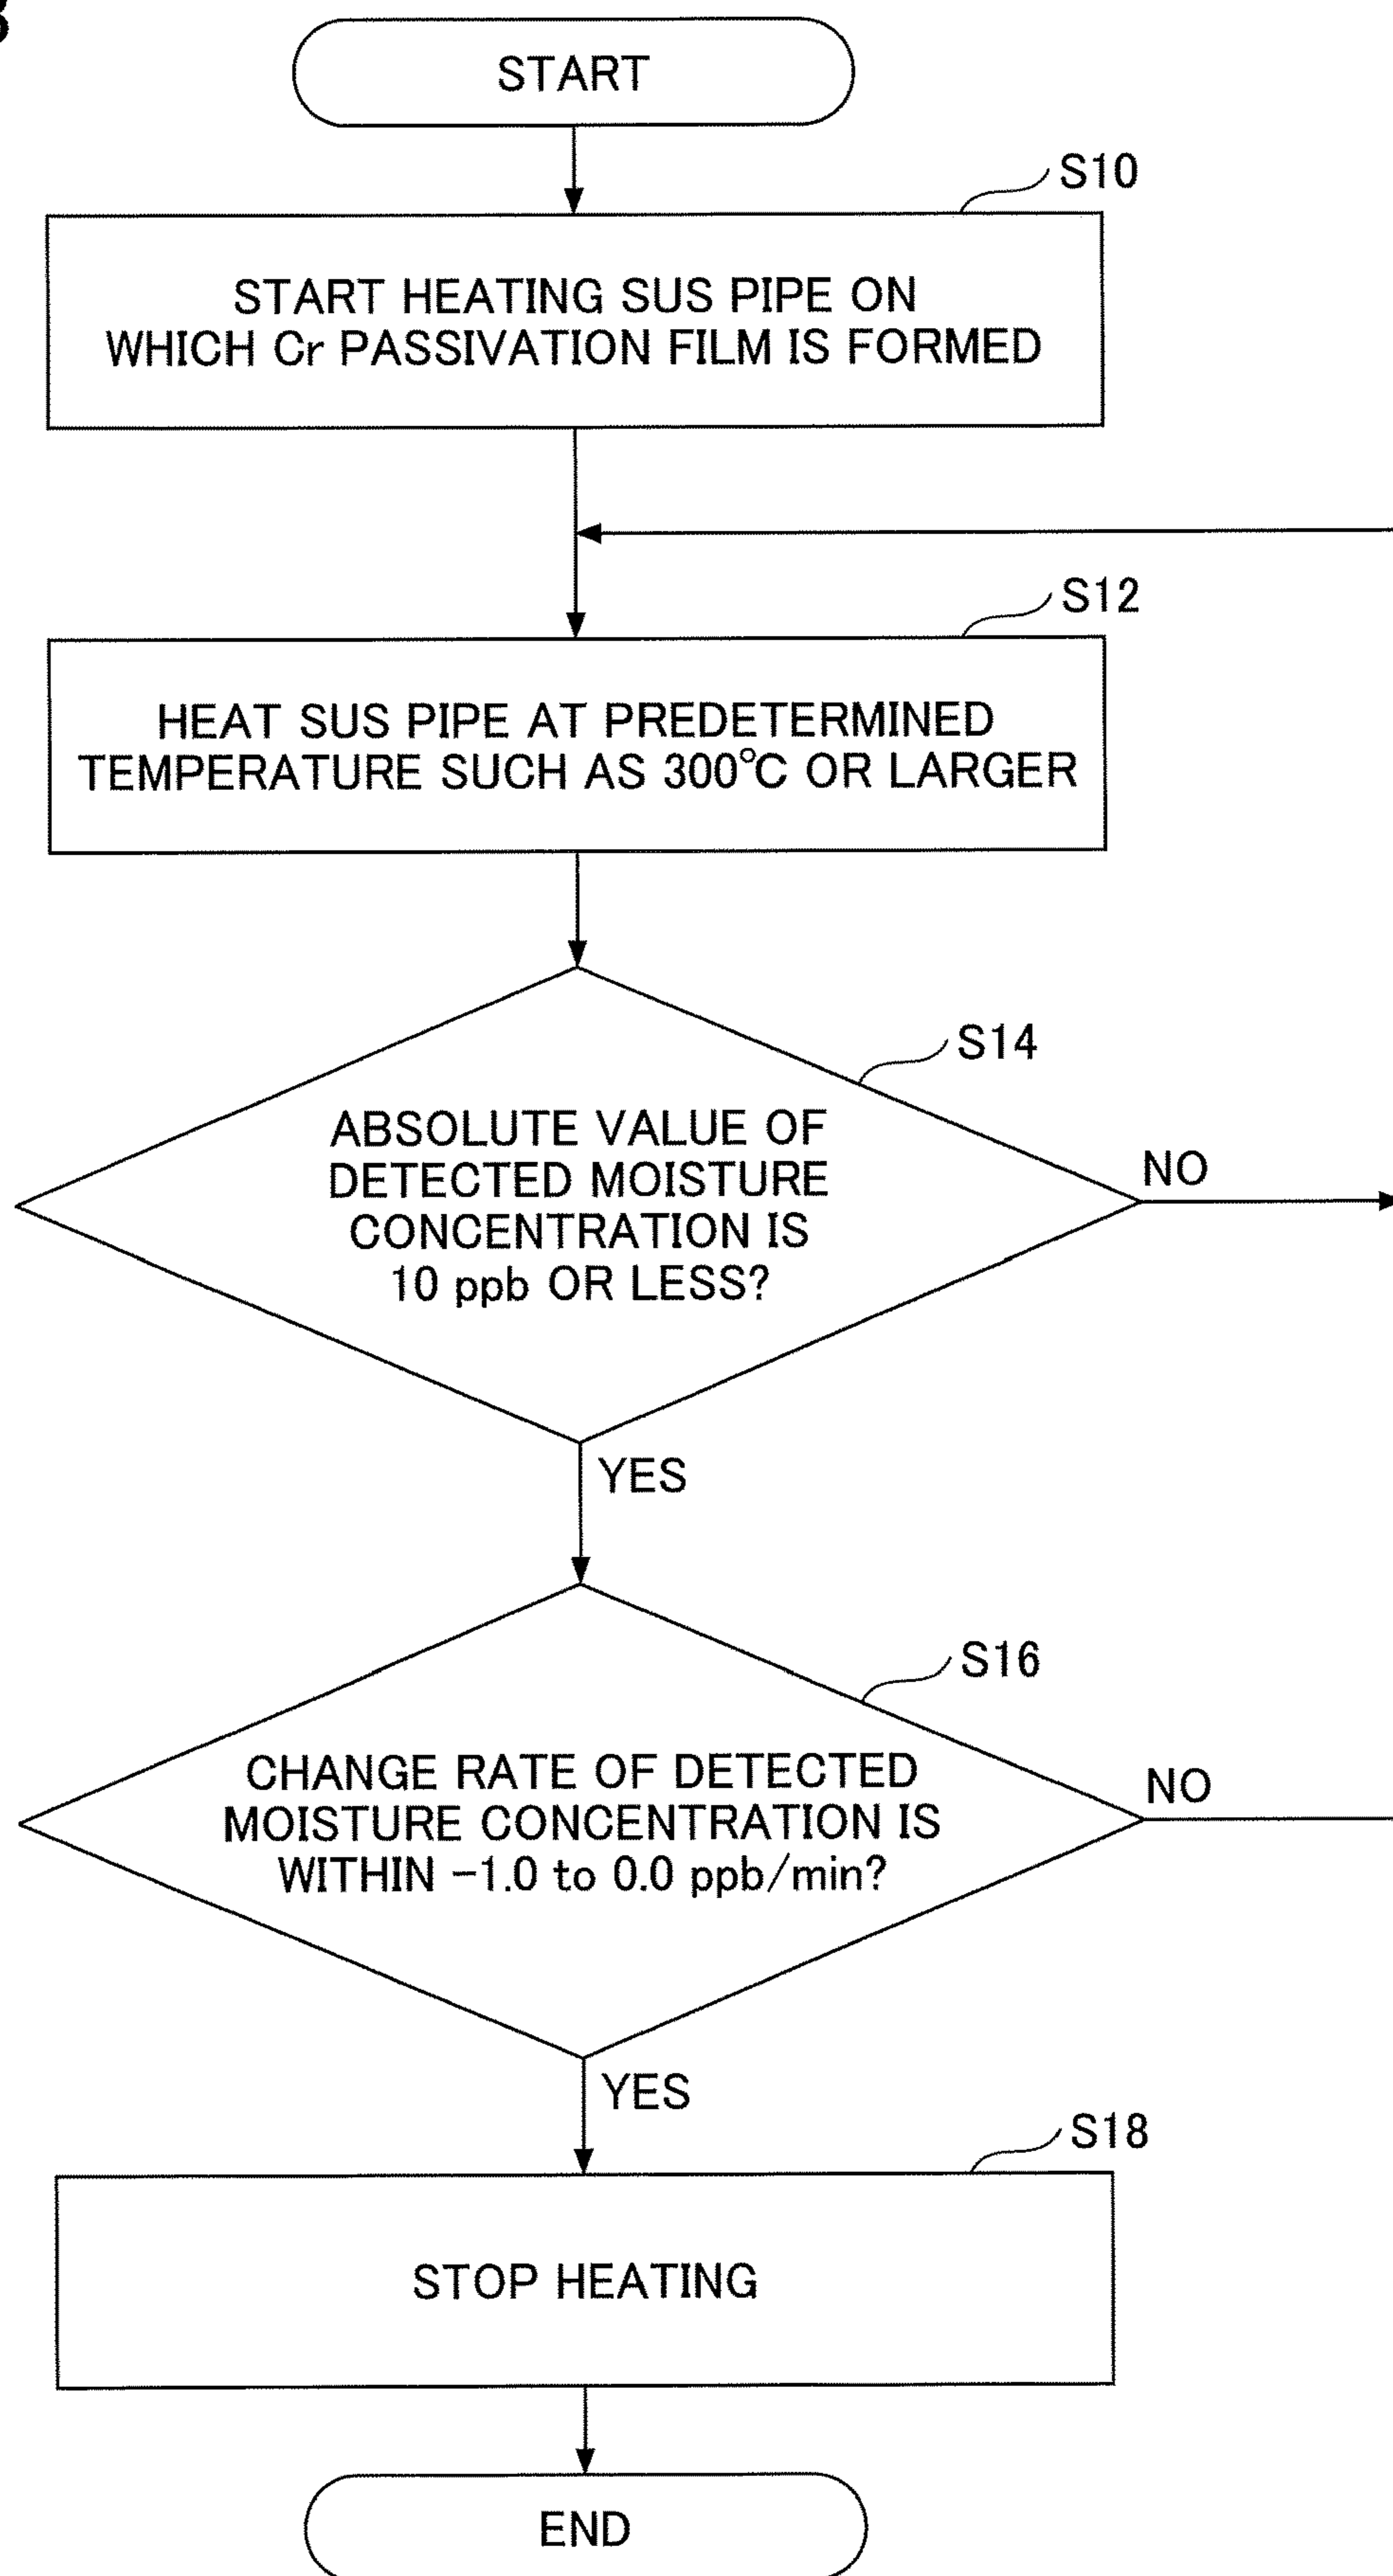 START
S10
START HEATING SUS PIPE ON
WHICH Cr PASSIVATION FILM IS FORMED
S12
HEAT SUS PIPE AT PREDETERMINED
TEMPERATURE SUCH AS 300°C OR LARGER
S14
ABSOLUTE VALUE OF
DETECTED MOISTURE
CONCENTRATION IS
10 ppb OR LESS?
NO
YES
S16
CHANGE RATE OF DETECTED
MOISTURE CONCENTRATION IS
WITHIN -1.0 to 0.0 ppb/min?
NO
YES
S18
STOP HEATING
END